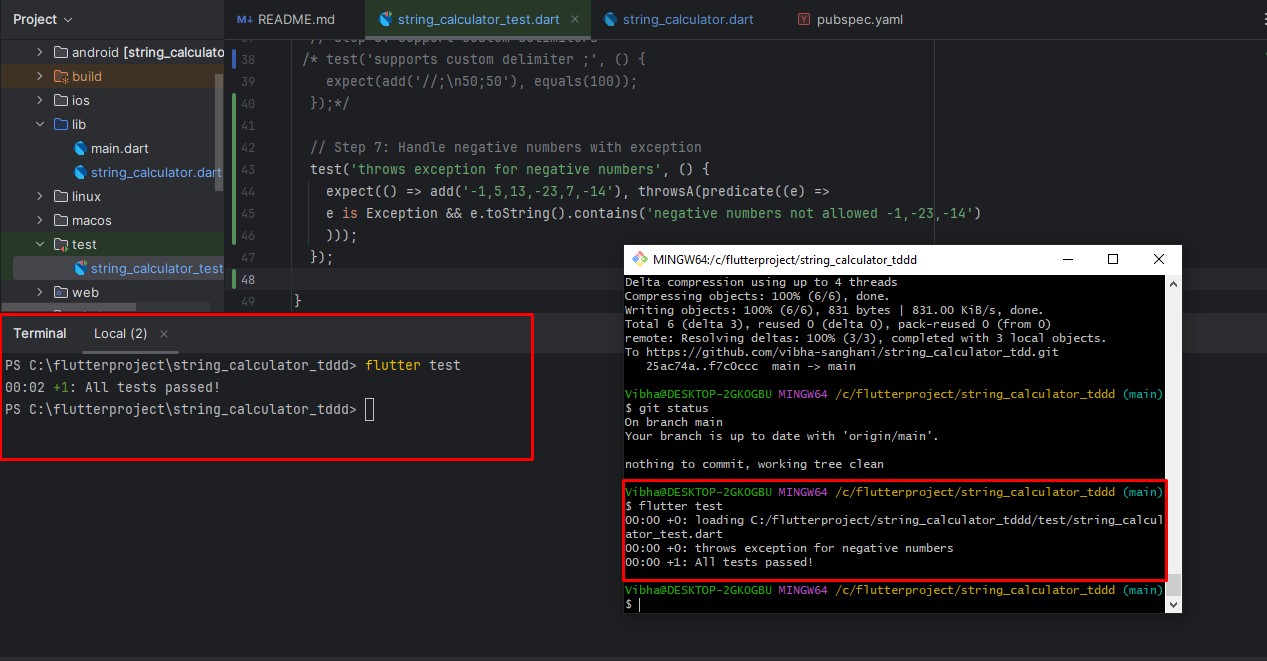 Project
README.md
string_calculator_test.dart
string_calculator.dart
pubspec.yaml
android [string_calculato
build
ios
lib
main.dart
string_calculator.dart
linux
macos
test
string_calculator_test
web
38 /* test('supports custom delimiter ;', () {
39 expect(add('//;\n50;50'), equals(100));
40 });*/
41
42 // Step 7: Handle negative numbers with exception
43 test('throws exception for negative numbers', () {
44 expect(() => add('-1,5,13,-23,7,-14'), throwsA(predicate((e) =>
45 e is Exception && e.toString().contains('negative numbers not allowed -1,-23,-14')
46 )));
47 });
48
49 }
Terminal
Local (2)
PS C:\flutterproject\string_calculator_tddd> flutter test
00:02 +1: All tests passed!
PS C:\flutterproject\string_calculator_tddd>
MINGW64:/c/flutterproject/string_calculator_tddd
Delta compression using up to 4 threads
Compressing objects: 100% (6/6), done.
Writing objects: 100% (6/6), 831 bytes | 831.00 KiB/s, done.
Total 6 (delta 3), reused 0 (delta 0), pack-reused 0 (from 0)
remote: Resolving deltas: 100% (3/3), completed with 3 local objects.
To https://github.com/vibha-sanghani/string_calculator_tdd.git
25ac74a..f7c0ccc main -> main
Vibha@DESKTOP-2GKOGBU MINGW64 /c/flutterproject/string_calculator_tddd (main)
$ git status
On branch main
Your branch is up to date with 'origin/main'.
nothing to commit, working tree clean
Vibha@DESKTOP-2GKOGBU MINGW64 /c/flutterproject/string_calculator_tddd (main)
$ flutter test
00:00 +0: loading C:/flutterproject/string_calculator_tddd/test/string_calcul
ator_test.dart
00:00 +0: throws exception for negative numbers
00:00 +1: All tests passed!
Vibha@DESKTOP-2GKOGBU MINGW64 /c/flutterproject/string_calculator_tddd (main)
$